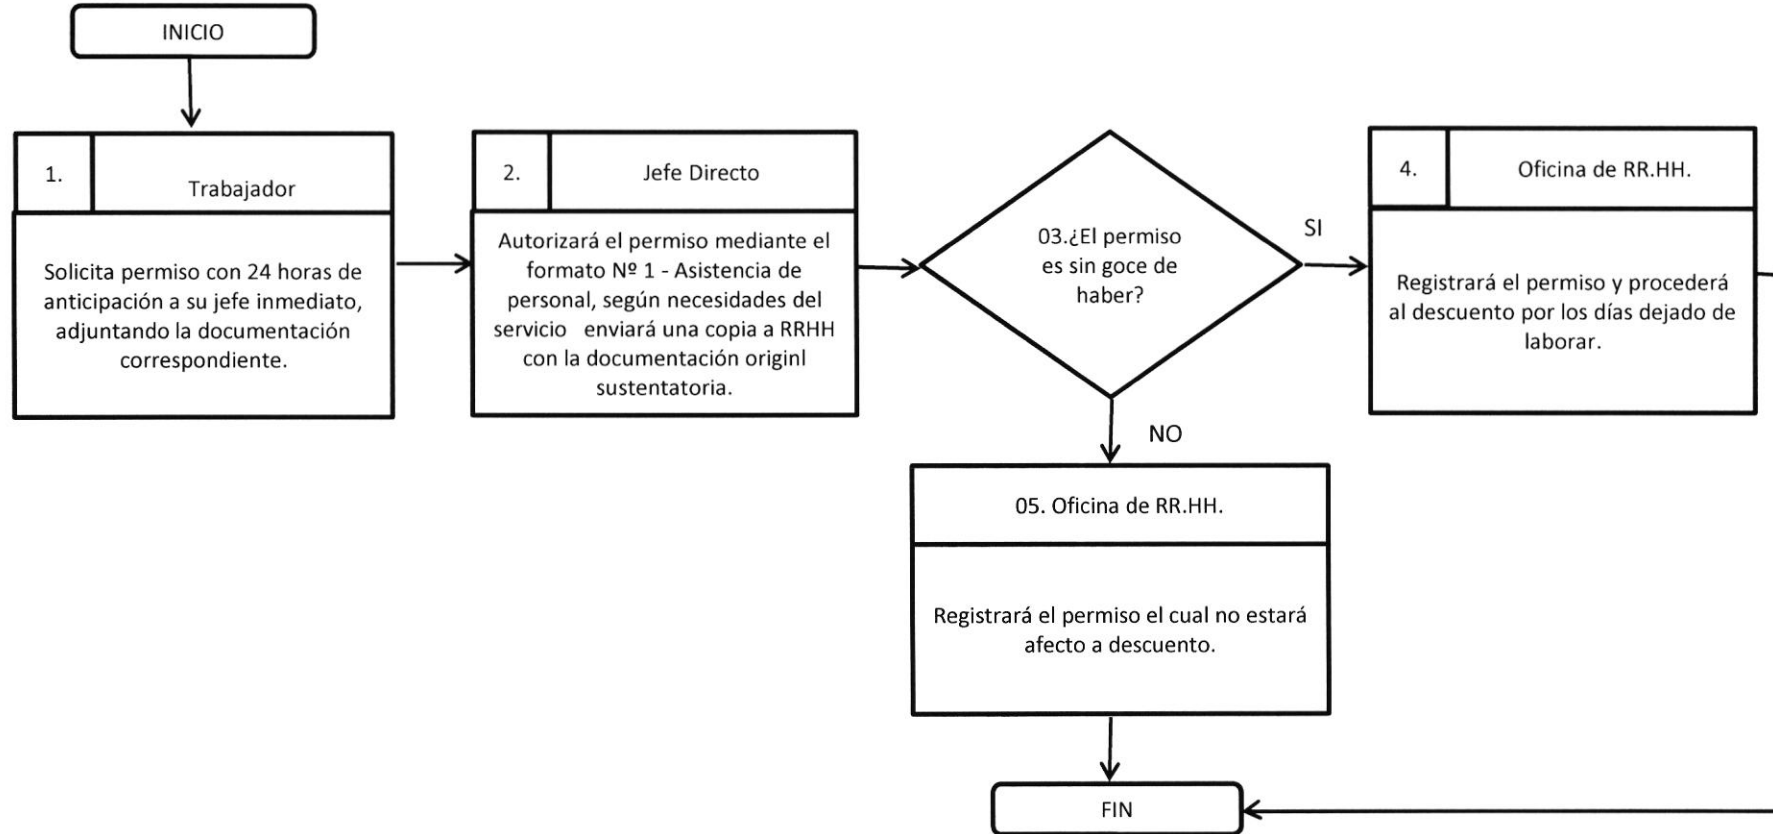 INICIO
1.
Trabajador
Solicita permiso con 24 horas de
anticipación a su jefe inmediato,
adjuntando la documentación
correspondiente.
2.
Jefe Directo
Autorizará el permiso mediante el
formato Nº 1 - Asistencia de
personal, según necesidades del
servicio   enviará una copia a RRHH
con la documentación originl
sustentatoria.
03.¿El permiso
es sin goce de
haber?
SI
4.
Oficina de RR.HH.
Registrará el permiso y procederá
al descuento por los días dejado de
laborar.
NO
05. Oficina de RR.HH.
Registrará el permiso el cual no estará
afecto a descuento.
FIN